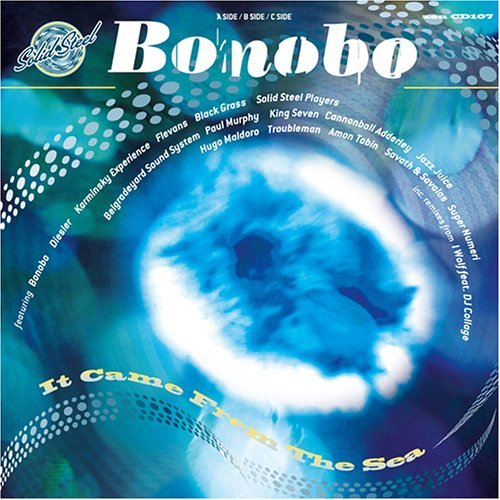 A SIDE / B SIDE / C SIDE
zen CD107
Solid Steel
Bonobo
featuring Bonobo Diesler Karminsky Experience Flevans Black Grass Solid Steel Players
Belgradeyard Sound System Paul Murphy King Seven Cannonball Adderley Jazz Juice
Hugo Maldoro Troubleman Amon Tobin Savath & Savalas Super Numeri
inc. remixes from I Wolf feat. DJ Collage
It Came From The Sea